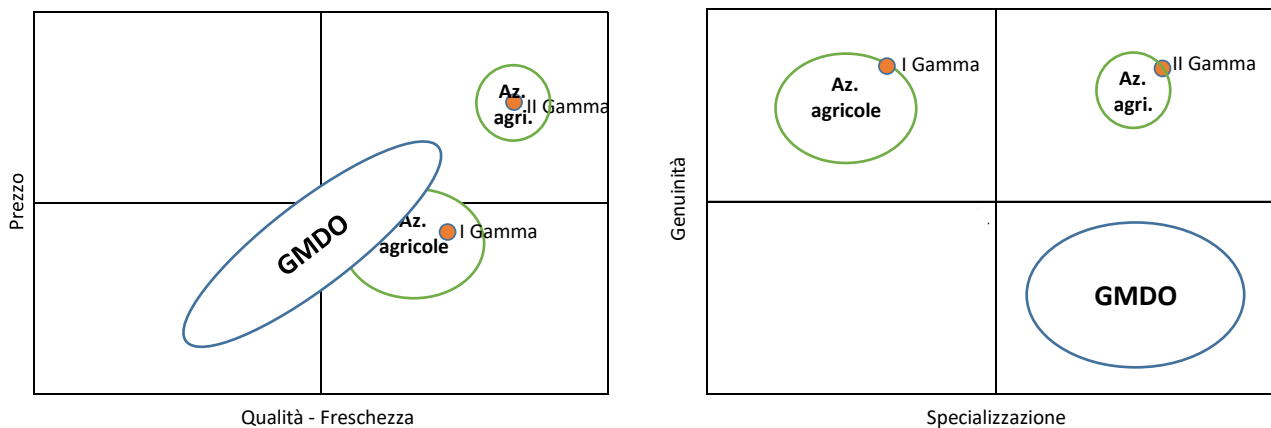 Prezzo
Az.
agri.
II Gamma
GMDO
Az.
agricole
I Gamma
Qualità - Freschezza
Genuinità
Az.
agricole
I Gamma
Az.
agri.
II Gamma
GMDO
Specializzazione